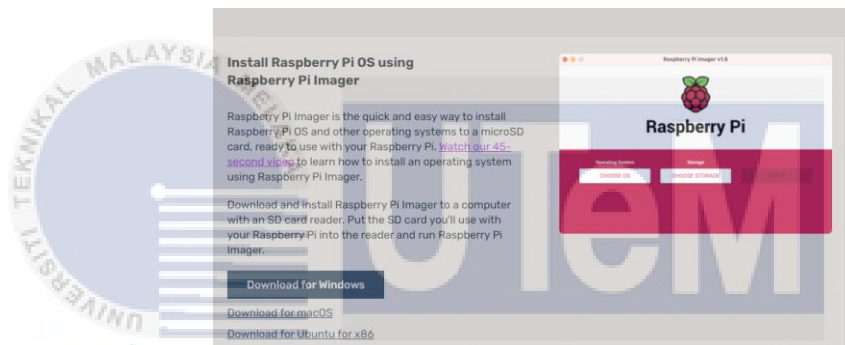 Install Raspberry Pi OS using
Raspberry Pi Imager
Raspberry Pi Imager is the quick and easy way to install
Raspberry Pi OS and other operating systems to a microSD
card, ready to use with your Raspberry Pi. Watch our 45-
second video to learn how to install an operating system
using Raspberry Pi Imager.
Download and install Raspberry Pi Imager to a computer
with an SD card reader. Put the SD card you'll use with
your Raspberry Pi into the reader and run Raspberry Pi
Imager.
Download for Windows
Download for macOS
Download for Ubuntu for x86
Raspberry Pi Imager v1.6
Raspberry Pi
Operating System
Storage
CHOOSE OS
CHOOSE STORAGE
UNIVERSITI TEKNIKAL MALAYSIA
UTeM